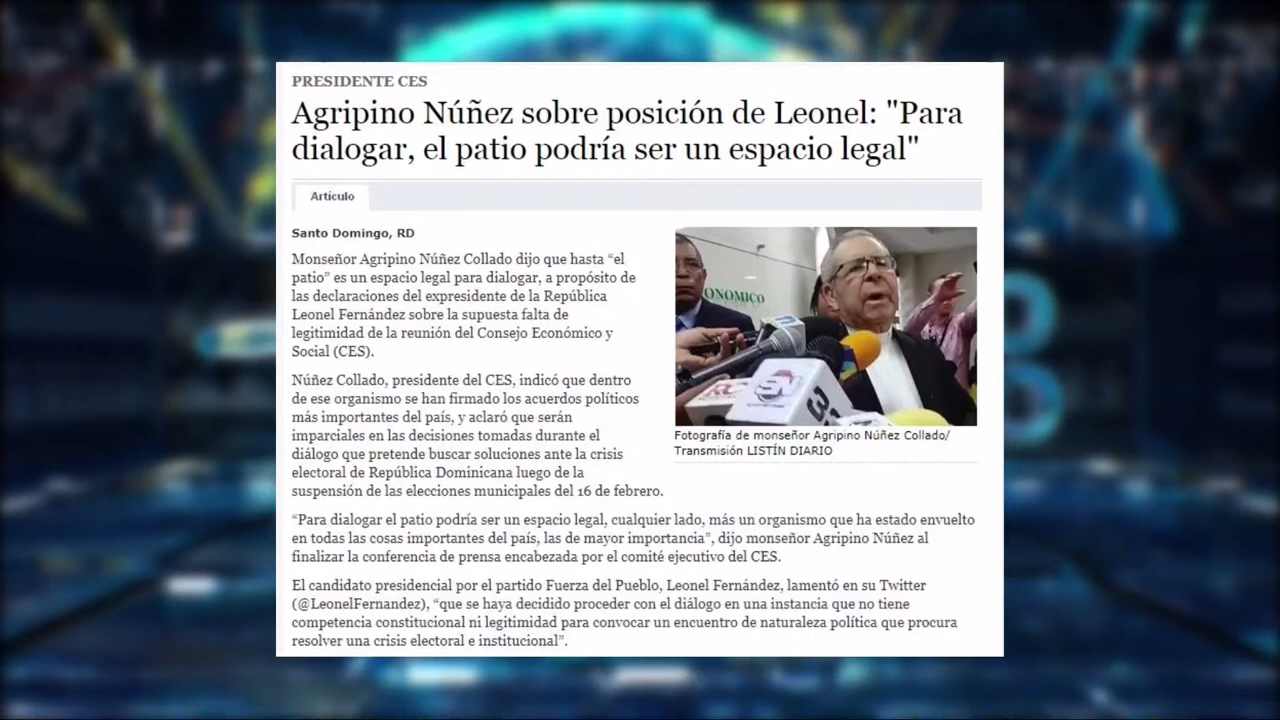 PRESIDENTE CES
Agripino Núñez sobre posición de Leonel: "Para
dialogar, el patio podría ser un espacio legal"
Artículo
Santo Domingo, RD
Monseñor Agripino Núñez Collado dijo que hasta “el
patio” es un espacio legal para dialogar, a propósito de
las declaraciones del expresidente de la República
Leonel Fernández sobre la supuesta falta de
legitimidad de la reunión del Consejo Económico y
Social (CES).
Núñez Collado, presidente del CES, indicó que dentro
de ese organismo se han firmado los acuerdos políticos
más importantes del país, y aclaró que serán
imparciales en las decisiones tomadas durante el
diálogo que pretende buscar soluciones ante la crisis
electoral de República Dominicana luego de la
suspensión de las elecciones municipales del 16 de febrero.
ONOMICO
Fotografía de monseñor Agripino Núñez Collado/
Transmisión LISTÍN DIARIO
“Para dialogar el patio podría ser un espacio legal, cualquier lado, más un organismo que ha estado envuelto
en todas las cosas importantes del país, las de mayor importancia”, dijo monseñor Agripino Núñez al
finalizar la conferencia de prensa encabezada por el comité ejecutivo del CES.
El candidato presidencial por el partido Fuerza del Pueblo, Leonel Fernández, lamentó en su Twitter
(@LeonelFernandez), “que se haya decidido proceder con el diálogo en una instancia que no tiene
competencia constitucional ni legitimidad para convocar un encuentro de naturaleza política que procura
resolver una crisis electoral e institucional”.